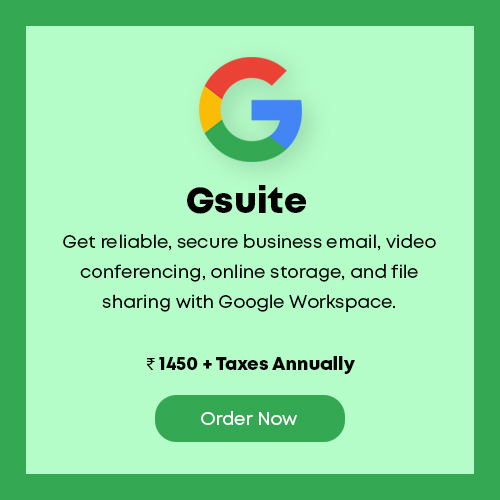 Gsuite
Get reliable, secure business email, video
conferencing, online storage, and file
sharing with Google Workspace.
₹ 1450 + Taxes Annually
Order Now